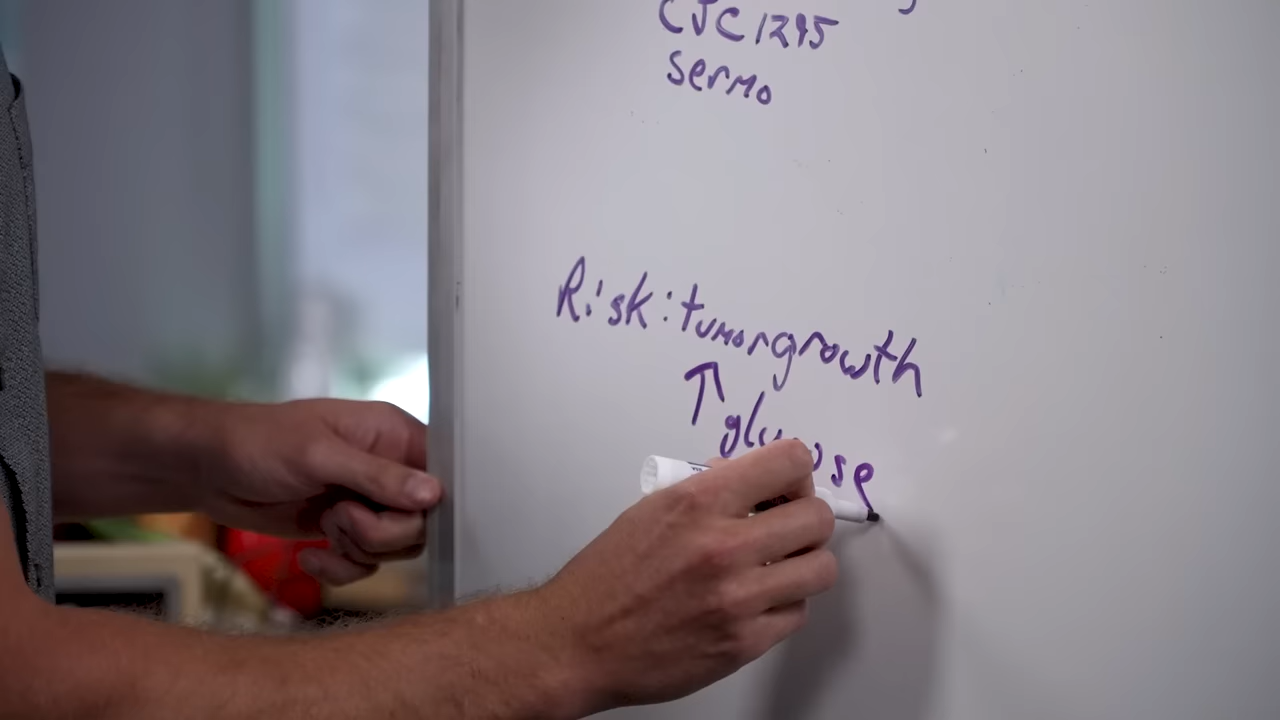 CJC 1295
Sermo
Risk: tumor growth
↑ glucose